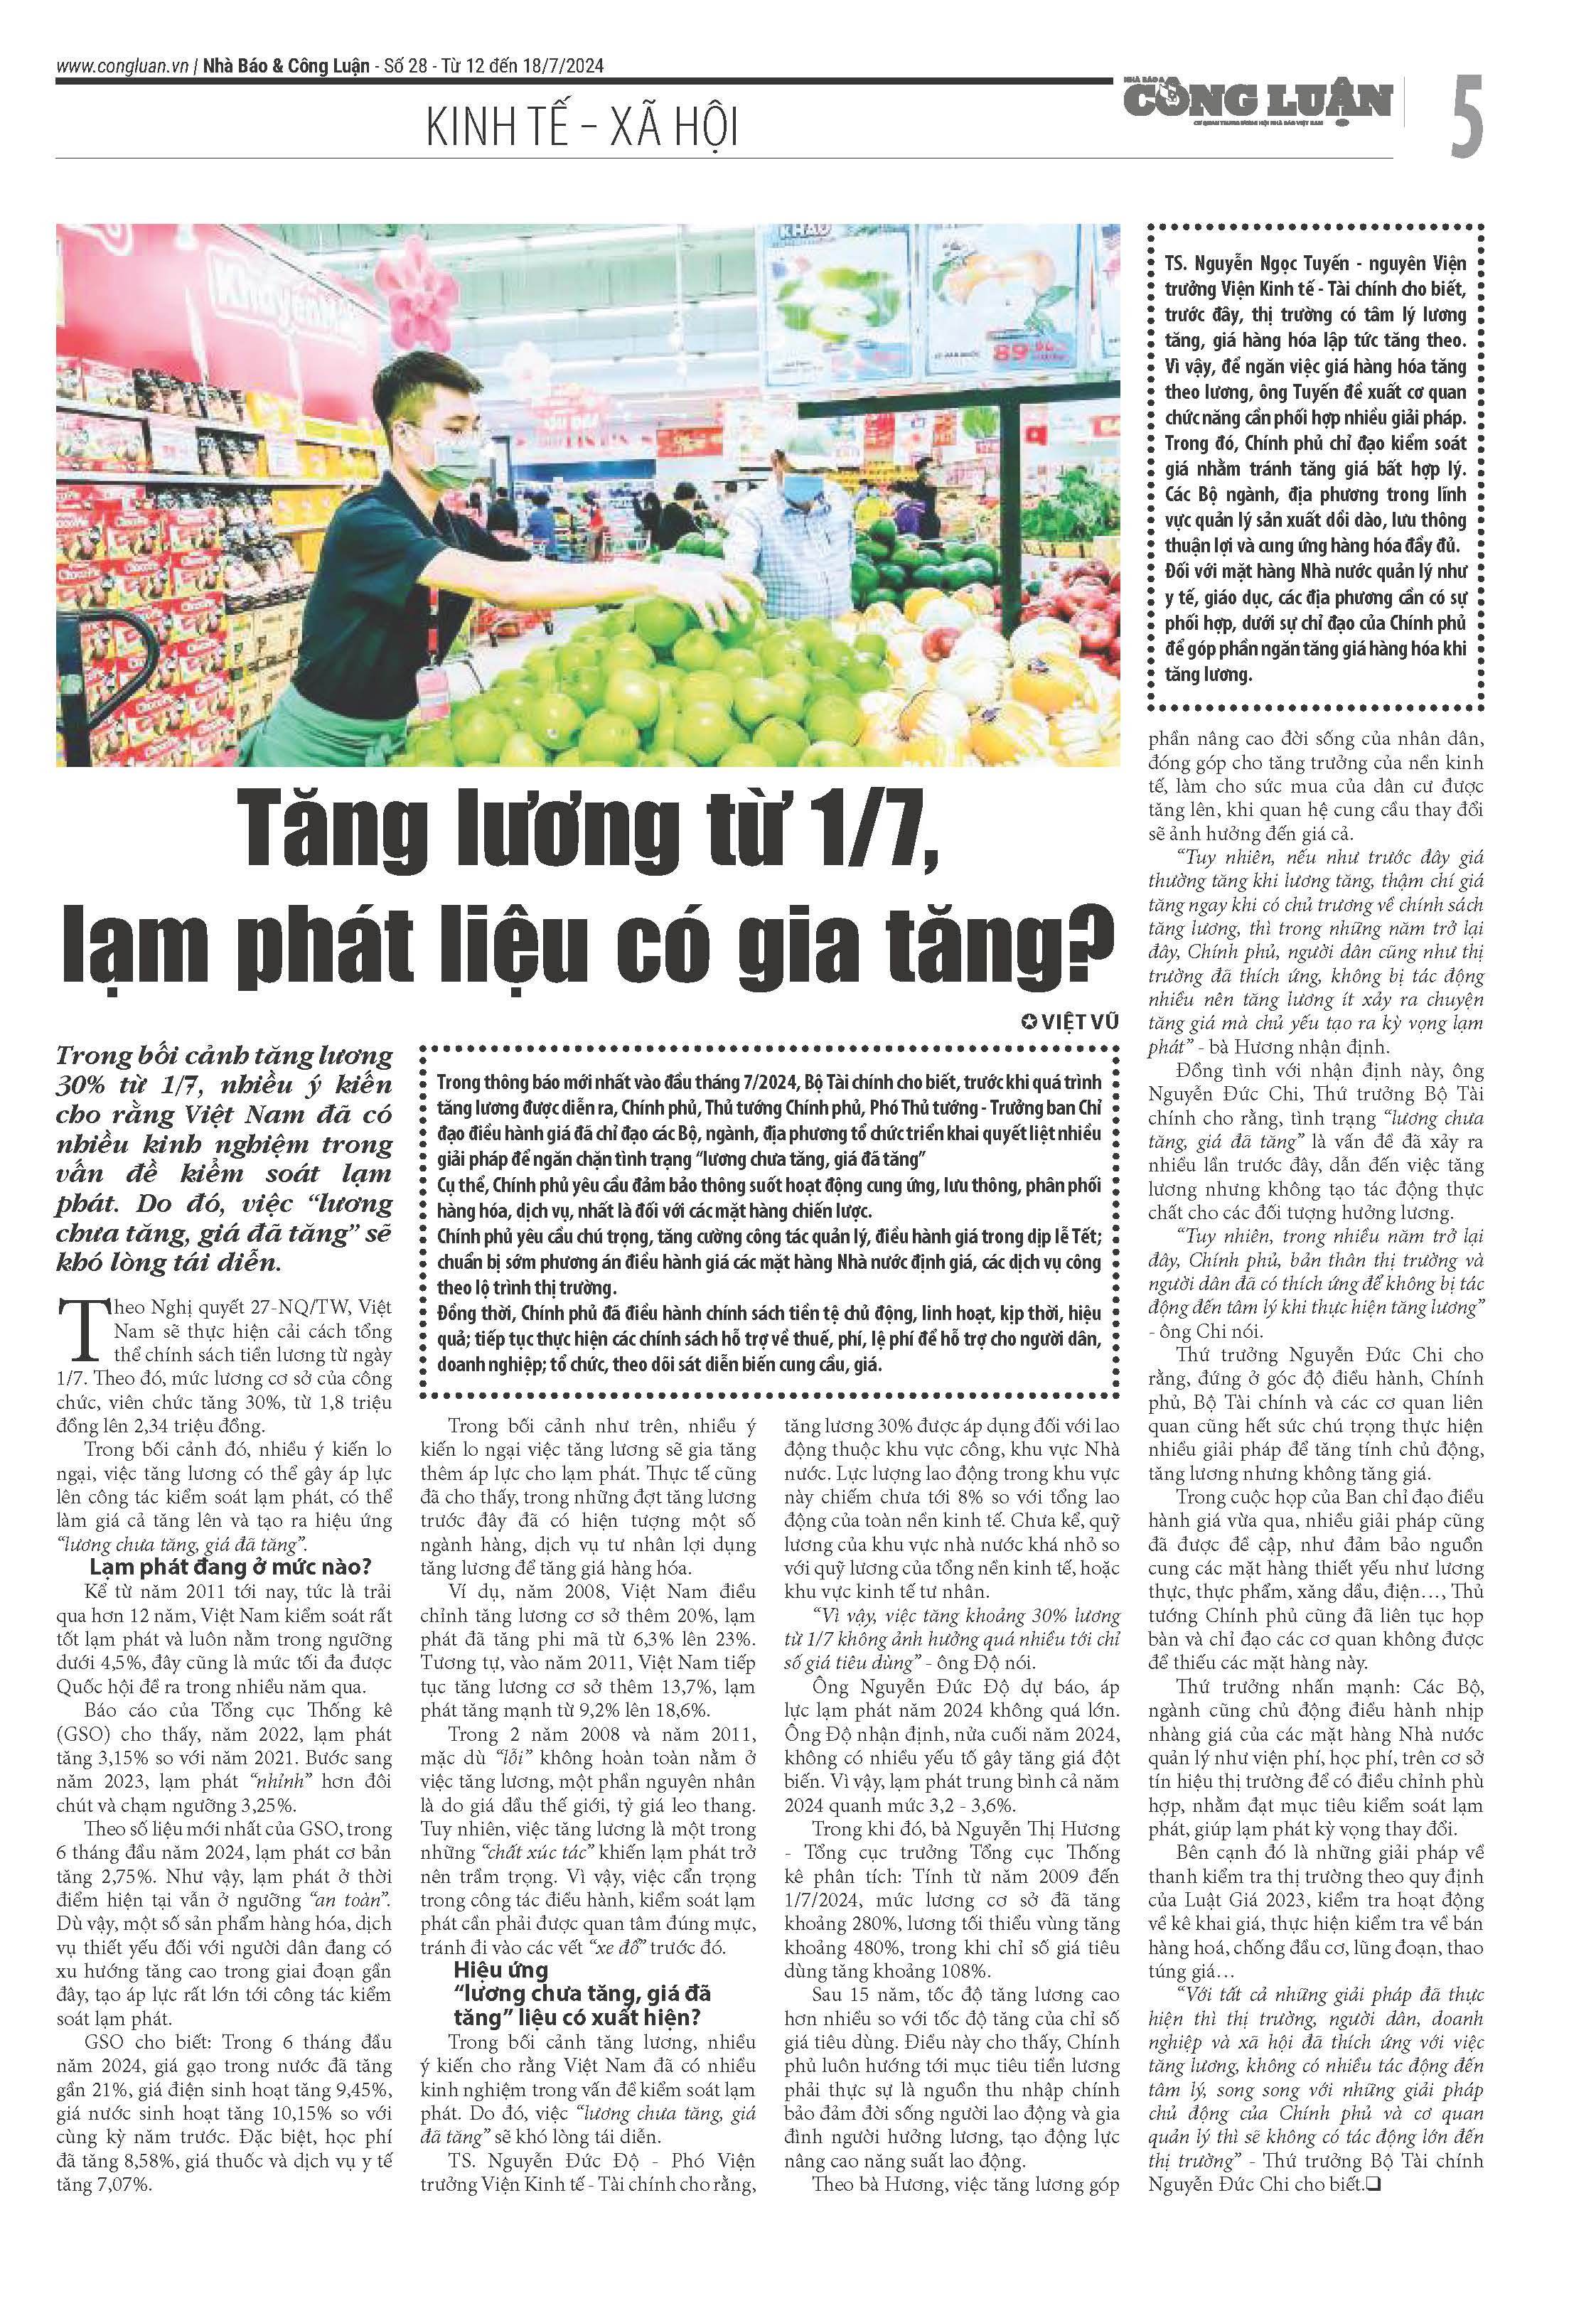 www.congluan.vn | Nhà Báo & Công Luận - Số 28 - Từ 12 đến 18/7/2024
NHÀ BÁO &
CÔNG LUẬN
CƠ QUAN TRUNG ƯƠNG HỘI NHÀ BÁO VIỆT NAM
5
KINH TẾ – XÃ HỘI
KHẨU
Khuyến Mãi
89.900
ChocoPie
Tăng lương từ 1/7,
lạm phát liệu có gia tăng?
✪ VIỆT VŨ
Trong bối cảnh tăng lương
30% từ 1/7, nhiều ý kiến
cho rằng Việt Nam đã có
nhiều kinh nghiệm trong
vấn đề kiểm soát lạm
phát. Do đó, việc “lương
chưa tăng, giá đã tăng” sẽ
khó lòng tái diễn.
Theo Nghị quyết 27-NQ/TW, Việt
Nam sẽ thực hiện cải cách tổng
thể chính sách tiền lương từ ngày
1/7. Theo đó, mức lương cơ sở của công
chức, viên chức tăng 30%, từ 1,8 triệu
đồng lên 2,34 triệu đồng.
Trong bối cảnh đó, nhiều ý kiến lo
ngại, việc tăng lương có thể gây áp lực
lên công tác kiểm soát lạm phát, có thể
làm giá cả tăng lên và tạo ra hiệu ứng
“lương chưa tăng, giá đã tăng”.
Lạm phát đang ở mức nào?
Kể từ năm 2011 tới nay, tức là trải
qua hơn 12 năm, Việt Nam kiểm soát rất
tốt lạm phát và luôn nằm trong ngưỡng
dưới 4,5%, đây cũng là mức tối đa được
Quốc hội đề ra trong nhiều năm qua.
Báo cáo của Tổng cục Thống kê
(GSO) cho thấy, năm 2022, lạm phát
tăng 3,15% so với năm 2021. Bước sang
năm 2023, lạm phát “nhỉnh” hơn đôi
chút và chạm ngưỡng 3,25%.
Theo số liệu mới nhất của GSO, trong
6 tháng đầu năm 2024, lạm phát cơ bản
tăng 2,75%. Như vậy, lạm phát ở thời
điểm hiện tại vẫn ở ngưỡng “an toàn”.
Dù vậy, một số sản phẩm hàng hóa, dịch
vụ thiết yếu đối với người dân đang có
xu hướng tăng cao trong giai đoạn gần
đây, tạo áp lực rất lớn tới công tác kiểm
soát lạm phát.
GSO cho biết: Trong 6 tháng đầu
năm 2024, giá gạo trong nước đã tăng
gần 21%, giá điện sinh hoạt tăng 9,45%,
giá nước sinh hoạt tăng 10,15% so với
cùng kỳ năm trước. Đặc biệt, học phí
đã tăng 8,58%, giá thuốc và dịch vụ y tế
tăng 7,07%.
Trong thông báo mới nhất vào đầu tháng 7/2024, Bộ Tài chính cho biết, trước khi quá trình
tăng lương được diễn ra, Chính phủ, Thủ tướng Chính phủ, Phó Thủ tướng - Trưởng ban Chỉ
đạo điều hành giá đã chỉ đạo các Bộ, ngành, địa phương tổ chức triển khai quyết liệt nhiều
giải pháp để ngăn chặn tình trạng “lương chưa tăng, giá đã tăng”
Cụ thể, Chính phủ yêu cầu đảm bảo thông suốt hoạt động cung ứng, lưu thông, phân phối
hàng hóa, dịch vụ, nhất là đối với các mặt hàng chiến lược.
Chính phủ yêu cầu chú trọng, tăng cường công tác quản lý, điều hành giá trong dịp lễ Tết;
chuẩn bị sớm phương án điều hành giá các mặt hàng Nhà nước định giá, các dịch vụ công
theo lộ trình thị trường.
Đồng thời, Chính phủ đã điều hành chính sách tiền tệ chủ động, linh hoạt, kịp thời, hiệu
quả; tiếp tục thực hiện các chính sách hỗ trợ về thuế, phí, lệ phí để hỗ trợ cho người dân,
doanh nghiệp; tổ chức, theo dõi sát diễn biến cung cầu, giá.
Trong bối cảnh như trên, nhiều ý
kiến lo ngại việc tăng lương sẽ gia tăng
thêm áp lực cho lạm phát. Thực tế cũng
đã cho thấy, trong những đợt tăng lương
trước đây đã có hiện tượng một số
ngành hàng, dịch vụ tư nhân lợi dụng
tăng lương để tăng giá hàng hóa.
Ví dụ, năm 2008, Việt Nam điều
chỉnh tăng lương cơ sở thêm 20%, lạm
phát đã tăng phi mã từ 6,3% lên 23%.
Tương tự, vào năm 2011, Việt Nam tiếp
tục tăng lương cơ sở thêm 13,7%, lạm
phát tăng mạnh từ 9,2% lên 18,6%.
Trong 2 năm 2008 và năm 2011,
mặc dù “lỗi” không hoàn toàn nằm ở
việc tăng lương, một phần nguyên nhân
là do giá dầu thế giới, tỷ giá leo thang.
Tuy nhiên, việc tăng lương là một trong
những “chất xúc tác” khiến lạm phát trở
nên trầm trọng. Vì vậy, việc cẩn trọng
trong công tác điều hành, kiểm soát lạm
phát cần phải được quan tâm đúng mực,
tránh đi vào các vết “xe đổ” trước đó.
Hiệu ứng
“lương chưa tăng, giá đã
tăng” liệu có xuất hiện?
Trong bối cảnh tăng lương, nhiều
ý kiến cho rằng Việt Nam đã có nhiều
kinh nghiệm trong vấn đề kiểm soát lạm
phát. Do đó, việc “lương chưa tăng, giá
đã tăng” sẽ khó lòng tái diễn.
TS. Nguyễn Đức Độ - Phó Viện
trưởng Viện Kinh tế - Tài chính cho rằng,
tăng lương 30% được áp dụng đối với lao
động thuộc khu vực công, khu vực Nhà
nước. Lực lượng lao động trong khu vực
này chiếm chưa tới 8% so với tổng lao
động của toàn nền kinh tế. Chưa kể, quỹ
lương của khu vực nhà nước khá nhỏ so
với quỹ lương của tổng nền kinh tế, hoặc
khu vực kinh tế tư nhân.
“Vì vậy, việc tăng khoảng 30% lương
từ 1/7 không ảnh hưởng quá nhiều tới chỉ
số giá tiêu dùng” - ông Độ nói.
Ông Nguyễn Đức Độ dự báo, áp
lực lạm phát năm 2024 không quá lớn.
Ông Độ nhận định, nửa cuối năm 2024,
không có nhiều yếu tố gây tăng giá đột
biến. Vì vậy, lạm phát trung bình cả năm
2024 quanh mức 3,2 - 3,6%.
Trong khi đó, bà Nguyễn Thị Hương
- Tổng cục trưởng Tổng cục Thống
kê phân tích: Tính từ năm 2009 đến
1/7/2024, mức lương cơ sở đã tăng
khoảng 280%, lương tối thiểu vùng tăng
khoảng 480%, trong khi chỉ số giá tiêu
dùng tăng khoảng 108%.
Sau 15 năm, tốc độ tăng lương cao
hơn nhiều so với tốc độ tăng của chỉ số
giá tiêu dùng. Điều này cho thấy, Chính
phủ luôn hướng tới mục tiêu tiền lương
phải thực sự là nguồn thu nhập chính
bảo đảm đời sống người lao động và gia
đình người hưởng lương, tạo động lực
nâng cao năng suất lao động.
Theo bà Hương, việc tăng lương góp
TS. Nguyễn Ngọc Tuyến - nguyên Viện
trưởng Viện Kinh tế - Tài chính cho biết,
trước đây, thị trường có tâm lý lương
tăng, giá hàng hóa lập tức tăng theo.
Vì vậy, để ngăn việc giá hàng hóa tăng
theo lương, ông Tuyến đề xuất cơ quan
chức năng cần phối hợp nhiều giải pháp.
Trong đó, Chính phủ chỉ đạo kiểm soát
giá nhằm tránh tăng giá bất hợp lý.
Các Bộ ngành, địa phương trong lĩnh
vực quản lý sản xuất dồi dào, lưu thông
thuận lợi và cung ứng hàng hóa đầy đủ.
Đối với mặt hàng Nhà nước quản lý như
y tế, giáo dục, các địa phương cần có sự
phối hợp, dưới sự chỉ đạo của Chính phủ
để góp phần ngăn tăng giá hàng hóa khi
tăng lương.
phần nâng cao đời sống của nhân dân,
đóng góp cho tăng trưởng của nền kinh
tế, làm cho sức mua của dân cư được
tăng lên, khi quan hệ cung cầu thay đổi
sẽ ảnh hưởng đến giá cả.
“Tuy nhiên, nếu như trước đây giá
thường tăng khi lương tăng, thậm chí giá
tăng ngay khi có chủ trương về chính sách
tăng lương, thì trong những năm trở lại
đây, Chính phủ, người dân cũng như thị
trường đã thích ứng, không bị tác động
nhiều nên tăng lương ít xảy ra chuyện
tăng giá mà chủ yếu tạo ra kỳ vọng lạm
phát” - bà Hương nhận định.
Đồng tình với nhận định này, ông
Nguyễn Đức Chi, Thứ trưởng Bộ Tài
chính cho rằng, tình trạng “lương chưa
tăng, giá đã tăng” là vấn đề đã xảy ra
nhiều lần trước đây, dẫn đến việc tăng
lương nhưng không tạo tác động thực
chất cho các đối tượng hưởng lương.
“Tuy nhiên, trong nhiều năm trở lại
đây, Chính phủ, bản thân thị trường và
người dân đã có thích ứng để không bị tác
động đến tâm lý khi thực hiện tăng lương”
- ông Chi nói.
Thứ trưởng Nguyễn Đức Chi cho
rằng, đứng ở góc độ điều hành, Chính
phủ, Bộ Tài chính và các cơ quan liên
quan cũng hết sức chú trọng thực hiện
nhiều giải pháp để tăng tính chủ động,
tăng lương nhưng không tăng giá.
Trong cuộc họp của Ban chỉ đạo điều
hành giá vừa qua, nhiều giải pháp cũng
đã được đề cập, như đảm bảo nguồn
cung các mặt hàng thiết yếu như lương
thực, thực phẩm, xăng dầu, điện…, Thủ
tướng Chính phủ cũng đã liên tục họp
bàn và chỉ đạo các cơ quan không được
để thiếu các mặt hàng này.
Thứ trưởng nhấn mạnh: Các Bộ,
ngành cũng chủ động điều hành nhịp
nhàng giá của các mặt hàng Nhà nước
quản lý như viện phí, học phí, trên cơ sở
tín hiệu thị trường để có điều chỉnh phù
hợp, nhằm đạt mục tiêu kiểm soát lạm
phát, giúp lạm phát kỳ vọng thay đổi.
Bên cạnh đó là những giải pháp về
thanh kiểm tra thị trường theo quy định
của Luật Giá 2023, kiểm tra hoạt động
về kê khai giá, thực hiện kiểm tra về bán
hàng hoá, chống đầu cơ, lũng đoạn, thao
túng giá…
“Với tất cả những giải pháp đã thực
hiện thì thị trường, người dân, doanh
nghiệp và xã hội đã thích ứng với việc
tăng lương, không có nhiều tác động đến
tâm lý, song song với những giải pháp
chủ động của Chính phủ và cơ quan
quản lý thì sẽ không có tác động lớn đến
thị trường” - Thứ trưởng Bộ Tài chính
Nguyễn Đức Chi cho biết.❑